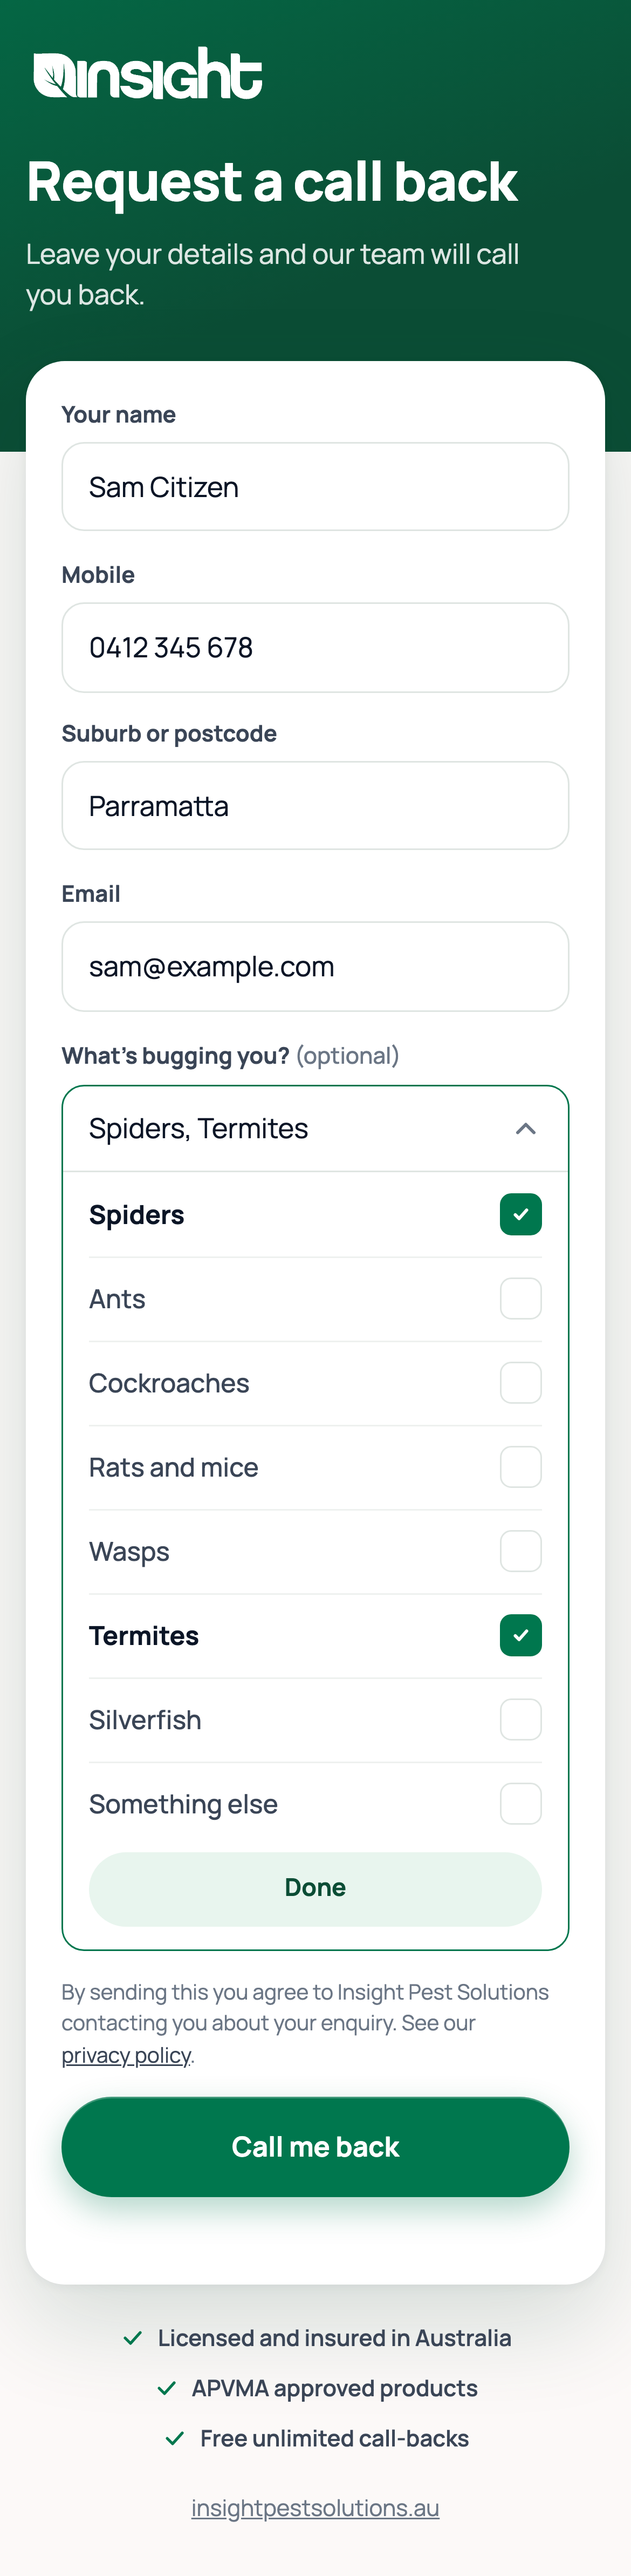 insight
Request a call back
Leave your details and our team will call
you back.
Your name
Sam Citizen
Mobile
0412 345 678
Suburb or postcode
Parramatta
Email
sam@example.com
What's bugging you? (optional)
Spiders, Termites
Spiders
Ants
Cockroaches
Rats and mice
Wasps
Termites
Silverfish
Something else
Done
By sending this you agree to Insight Pest Solutions
contacting you about your enquiry. See our
privacy policy.
Call me back
Licensed and insured in Australia
APVMA approved products
Free unlimited call-backs
insightpestsolutions.au